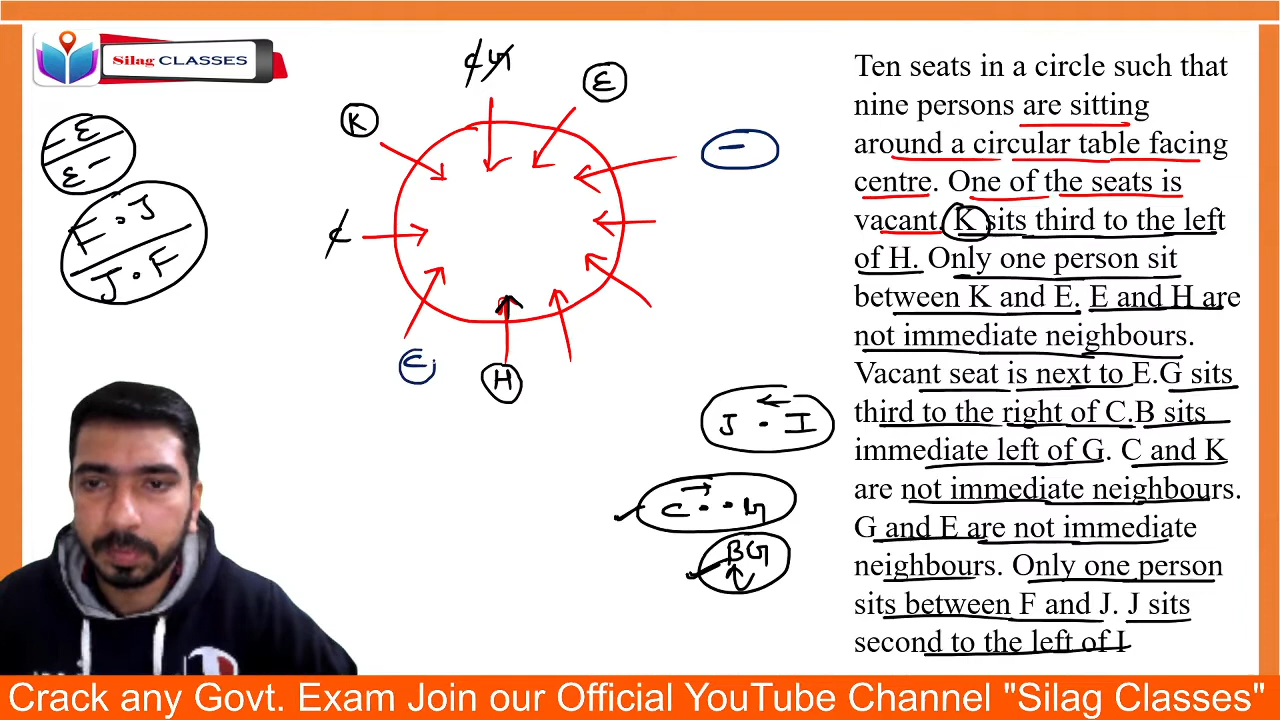 Silag CLASSES
Ten seats in a circle such that
nine persons are sitting
around a circular table facing
centre. One of the seats is
vacant. K sits third to the left
of H. Only one person sit
between K and E. E and H are
not immediate neighbours.
Vacant seat is next to E.G sits
third to the right of C.B sits
immediate left of G. C and K
are not immediate neighbours.
G and E are not immediate
neighbours. Only one person
sits between F and J. J sits
second to the left of I
- E
E -
F . J
J . F
K
E
-
H
J . I
C . . G
B G
Crack any Govt. Exam Join our Official YouTube Channel "Silag Classes"